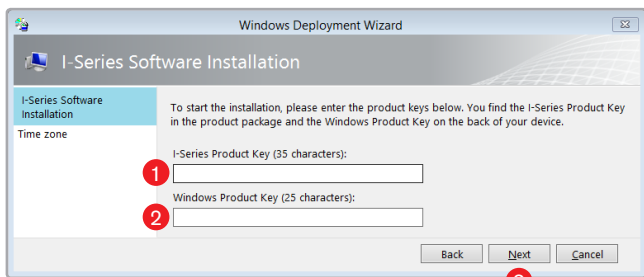 Windows Deployment Wizard
I-Series Software Installation
I-Series Software
Installation
Time zone
To start the installation, please enter the product keys below. You find the I-Series Product Key
in the product package and the Windows Product Key on the back of your device.
I-Series Product Key (35 characters):
1
Windows Product Key (25 characters):
2
Back Next Cancel